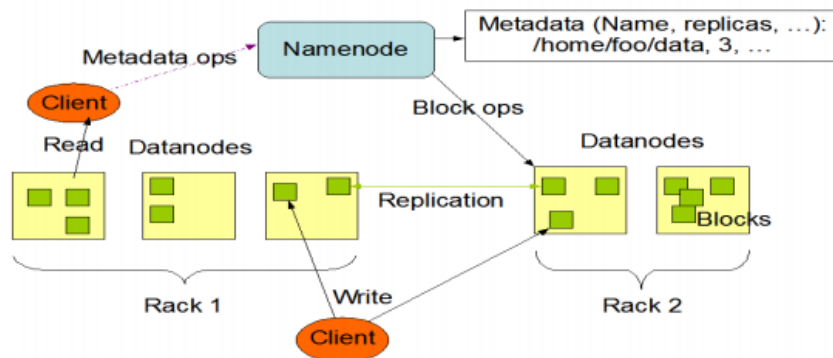 Metadata (Name, replicas, …):
/home/foo/data, 3, …
Namenode
Metadata ops
Client
Block ops
Read
Datanodes
Datanodes
Replication
Blocks
Rack 1
Write
Rack 2
Client